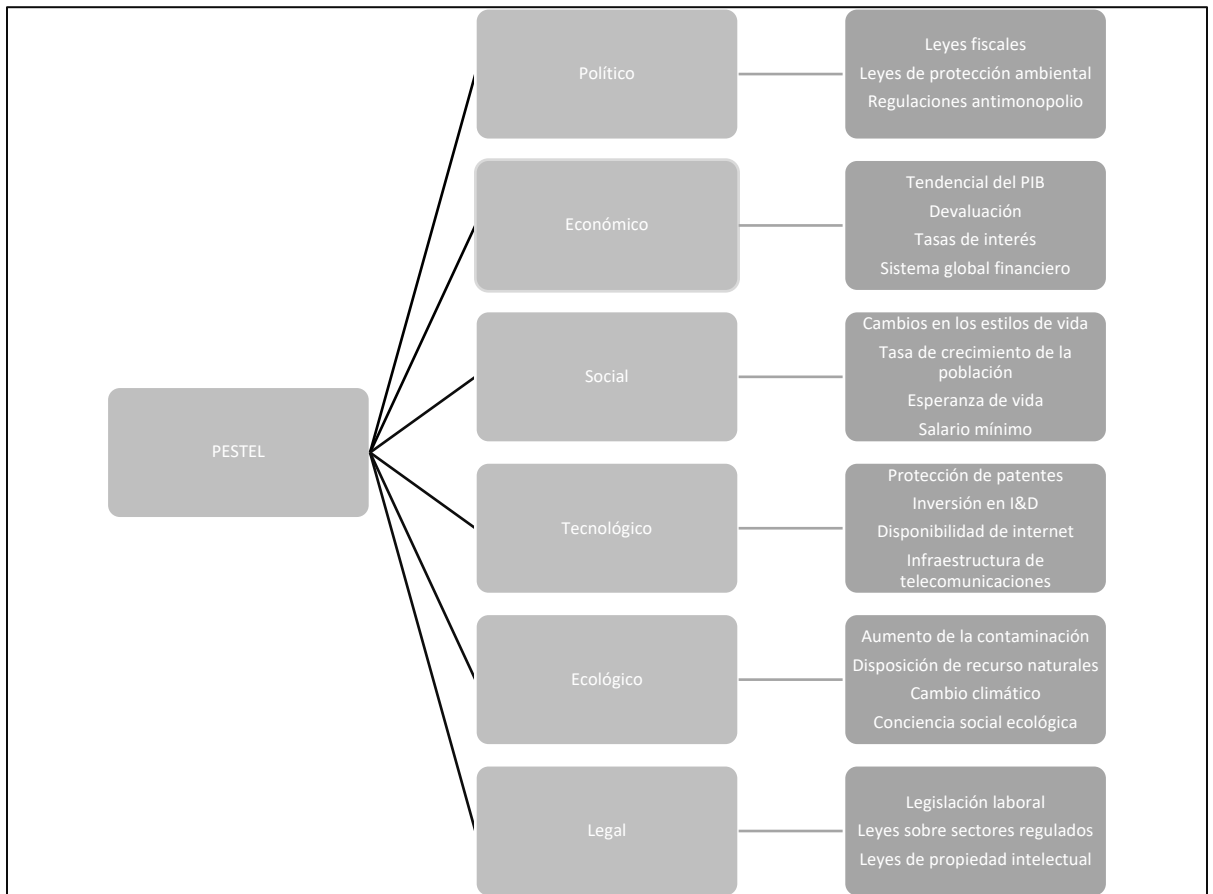 PESTEL
Político
Leyes fiscales
Leyes de protección ambiental
Regulaciones antimonopolio
Económico
Tendencial del PIB
Devaluación
Tasas de interés
Sistema global financiero
Social
Cambios en los estilos de vida
Tasa de crecimiento de la
población
Esperanza de vida
Salario mínimo
Tecnológico
Protección de patentes
Inversión en I&D
Disponibilidad de internet
Infraestructura de
telecomunicaciones
Ecológico
Aumento de la contaminación
Disposición de recurso naturales
Cambio climático
Conciencia social ecológica
Legal
Legislación laboral
Leyes sobre sectores regulados
Leyes de propiedad intelectual